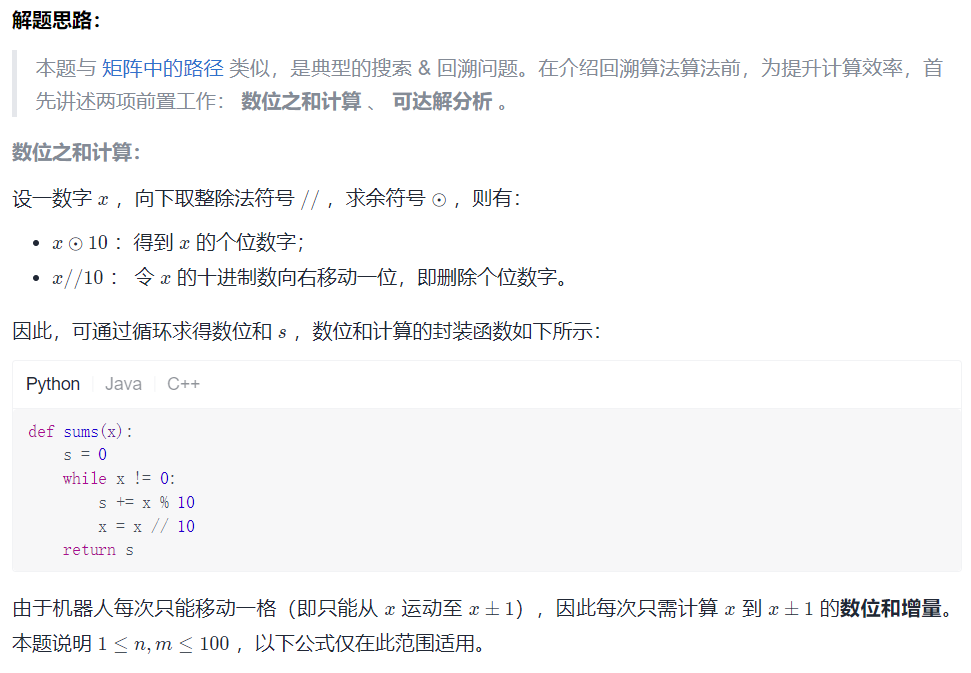 解题思路：
本题与 矩阵中的路径 类似，是典型的搜索 & 回溯问题。在介绍回溯算法算法前，为提升计算效率，首
先讲述两项前置工作： 数位之和计算 、 可达解分析 。
数位之和计算：
设一数字 x ，向下取整除法符号 // ，求余符号 ⊙ ，则有：
• x ⊙ 10 ：得到 x 的个位数字；
• x//10 ： 令 x 的十进制数向右移动一位，即删除个位数字。
因此，可通过循环求得数位和 s ，数位和计算的封装函数如下所示：
Python Java C++
def sums(x):
    s = 0
    while x != 0:
        s += x % 10
        x = x // 10
    return s
由于机器人每次只能移动一格（即只能从 x 运动至 x ± 1），因此每次只需计算 x 到 x ± 1 的数位和增量。
本题说明 1 ≤ n, m ≤ 100 ，以下公式仅在此范围适用。